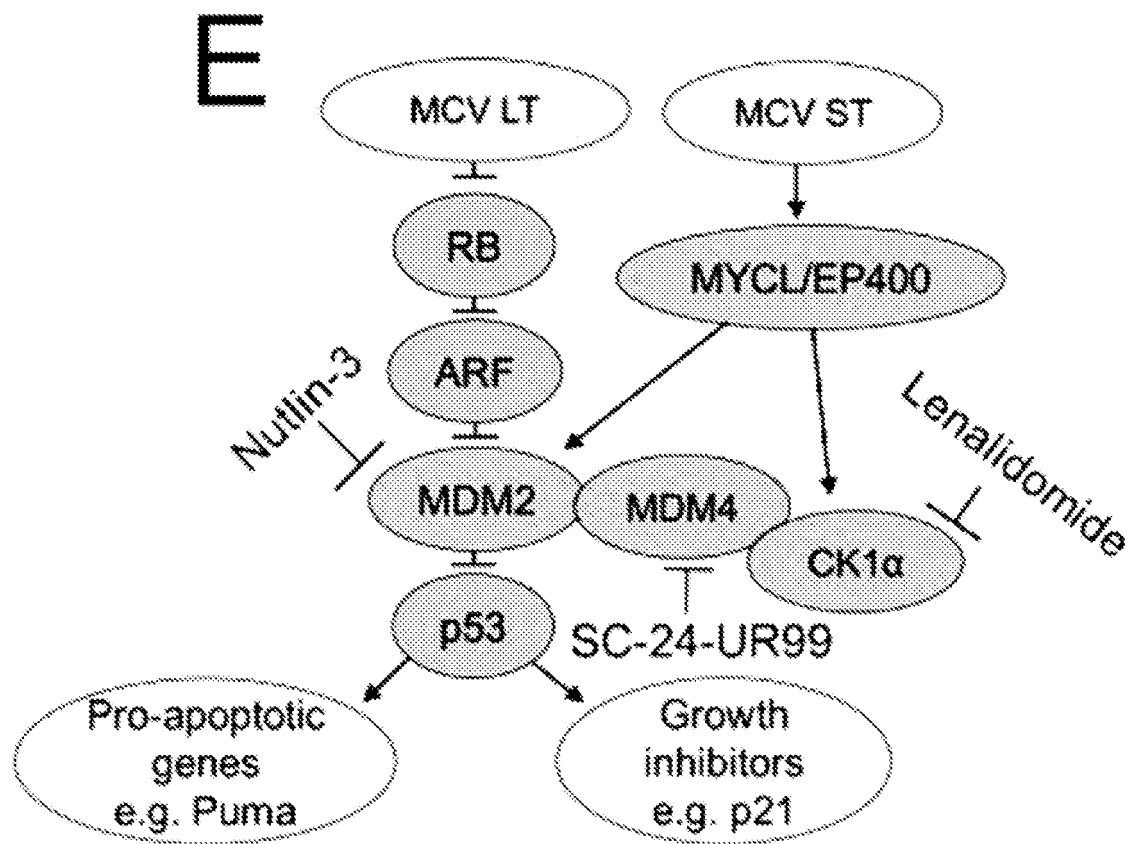 E
MCV LT
MCV ST
RB
MYCL/EP400
ARF
Nutlin-3
Lenalidomide
MDM2
MDM4
CK1α
p53
SC-24-UR99
Pro-apoptotic
genes
e.g. Puma
Growth
inhibitors
e.g. p21